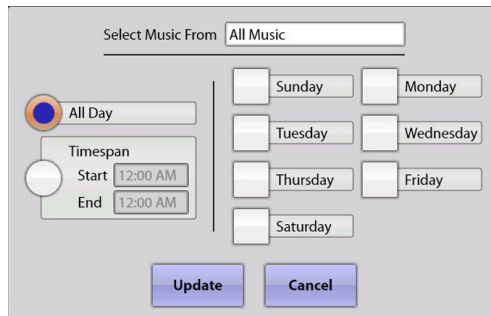 Select Music From All Music
All Day
Timespan
Start 12:00 AM
End 12:00 AM
Sunday Monday
Tuesday Wednesday
Thursday Friday
Saturday
Update Cancel